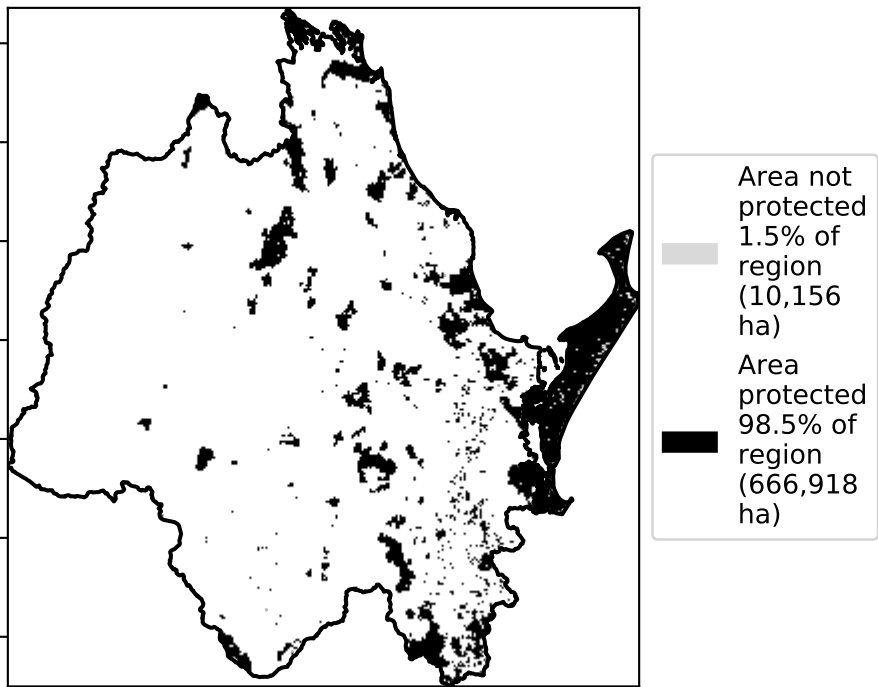 Area not
protected
1.5% of
region
(10,156
ha)
Area
protected
98.5% of
region
(666,918
ha)